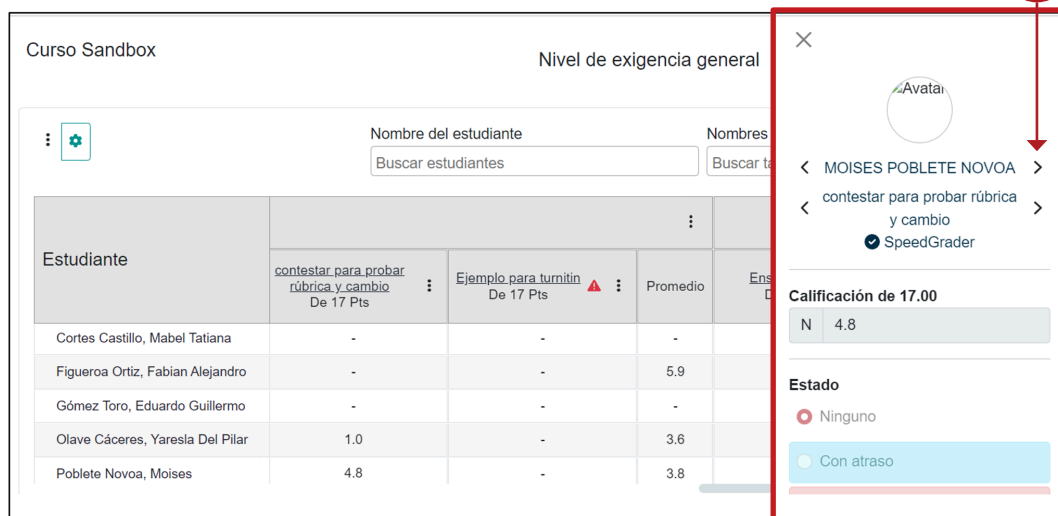 Curso Sandbox
Nivel de exigencia general
Nombre del estudiante
Nombres
Buscar estudiantes
Buscar
Estudiante
contestar para probar
rúbrica y cambio
De 17 Pts
Ejemplo para turnitin
De 17 Pts
Promedio
Cortes Castillo, Mabel Tatiana - - -
Figueroa Ortiz, Fabian Alejandro - - 5.9
Gómez Toro, Eduardo Guillermo - - -
Olave Cáceres, Yaresla Del Pilar 1.0 - 3.6
Poblete Novoa, Moises 4.8 - 3.8
Avatar
MOISES POBLETE NOVOA
contestar para probar rúbrica
y cambio
SpeedGrader
Calificación de 17.00
N 4.8
Estado
Ninguno
Con atraso